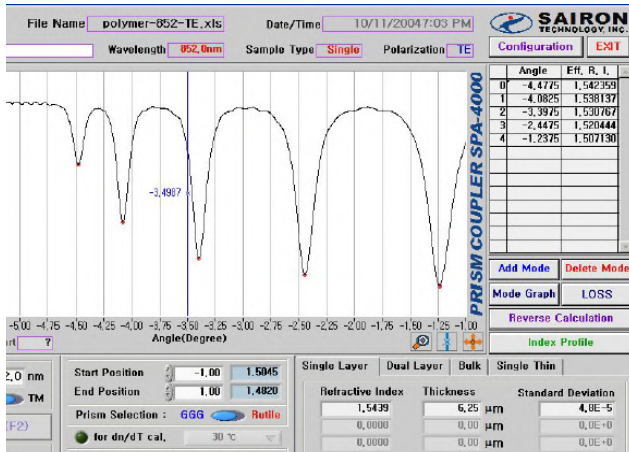 File Name polymer-852-TE,xls Date/Time 10/11/20047:03 PM SAIRON
TECHNOLOGY, INC.
Wavelength 852,0nm Sample Type Single Polarization TE Configuration EXIT
Angle Eff, R, I,
0 -4,4775 1,542359
1 -4,0825 1,538137
2 -3,3975 1,530767
3 -2,4475 1,520444
4 -1,2375 1,507130
-3,4987
PRISM COUPLER SPA-4000
Add Mode Delete Mode
Mode Graph LOSS
Reverse Calculation
Index Profile
-5,00 -4,75 -4,50 -4,25 -4,00 -3,75 -3,50 -3,25 -3,00 -2,75 -2,50 -2,25 -2,00 -1,75 -1,50 -1,25 -1,00
Angle(Degree)
rt ?
2,0 nm
TM
(F2)
Start Position -1,00 1,5045
End Position 1,00 1,4820
Prism Selection : GGG Rutile
for dn/dT cal, 30 ℃
Single Layer Dual Layer Bulk Single Thin
Refractive Index Thickness Standard Deviation
1,5439 6,25 μm 4,8E-5
0,0000 0,00 μm 0,0E+0
0,0000 0,00 μm 0,0E+0